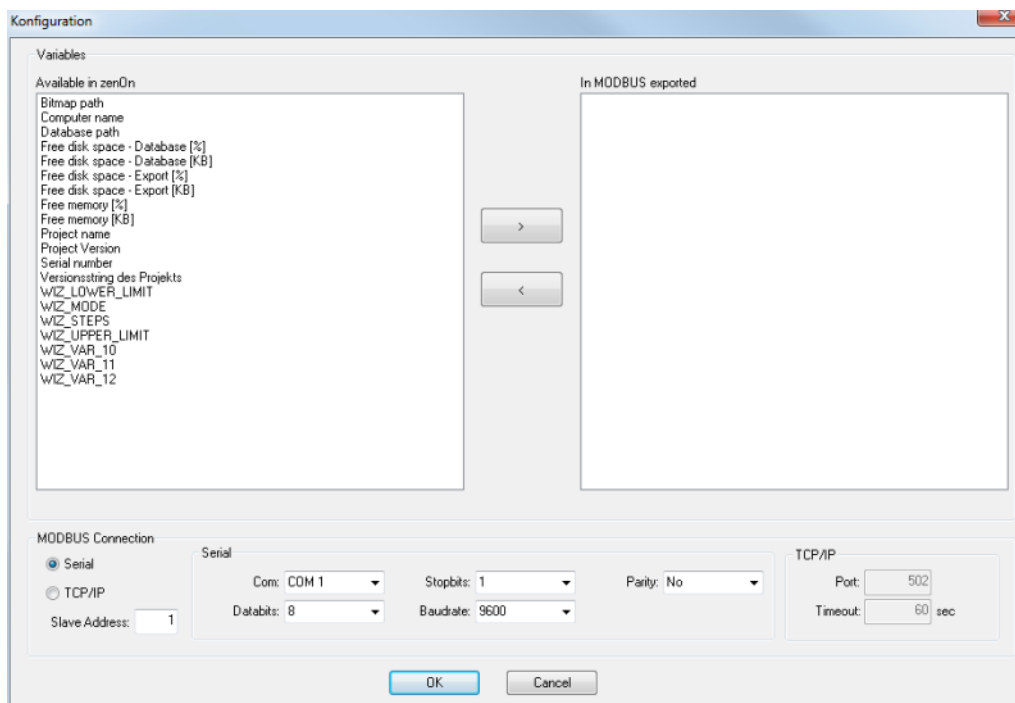 Konfiguration
Variables
Available in zenOn
In MODBUS exported
Bitmap path
Computer name
Database path
Free disk space - Database [%]
Free disk space - Database [KB]
Free disk space - Export [%]
Free disk space - Export [KB]
Free memory [%]
Free memory [KB]
Project name
Project Version
Serial number
Versionsstring des Projekts
WIZ_LOWER_LIMIT
WIZ_MODE
WIZ_STEPS
WIZ_UPPER_LIMIT
WIZ_VAR_10
WIZ_VAR_11
WIZ_VAR_12
>
<
MODBUS Connection
Serial
TCP/IP
Slave Address: 1
Serial
Com: COM 1 Stopbits: 1 Parity: No
Databits: 8 Baudrate: 9600
TCP/IP
Port: 502
Timeout: 60 sec
OK Cancel